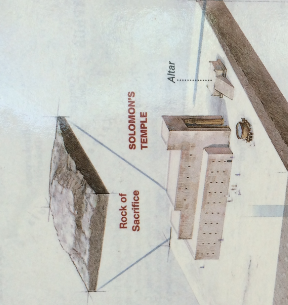 Altar
SOLOMON'S
TEMPLE
Rock of
Sacrifice